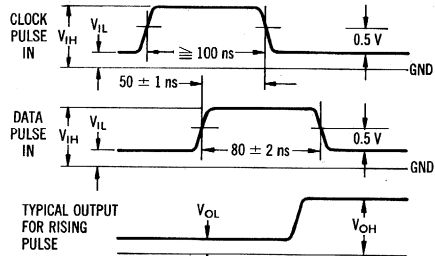 CLOCK
PULSE
IN
V_IH
V_IL
≧ 100 ns
0.5 V
GND
50 ± 1 ns
DATA
PULSE
IN
V_IH
V_IL
80 ± 2 ns
0.5 V
GND
TYPICAL OUTPUT
FOR RISING
PULSE
V_OL
V_OH